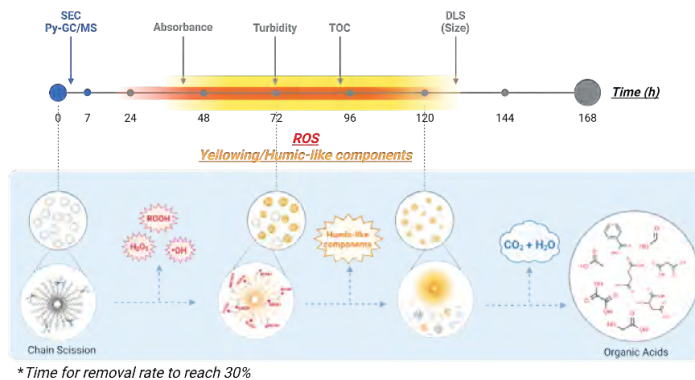 SEC
Py-GC/MS
Absorbance
Turbidity
TOC
DLS
(Size)
Time (h)
0 7 24 48 72 96 120 144 168
ROS
Yellowing/Humic-like components
ROOH
H₂O₂
•OH
Humic-like
components
CO₂ + H₂O
Chain Scission
Organic Acids
*Time for removal rate to reach 30%